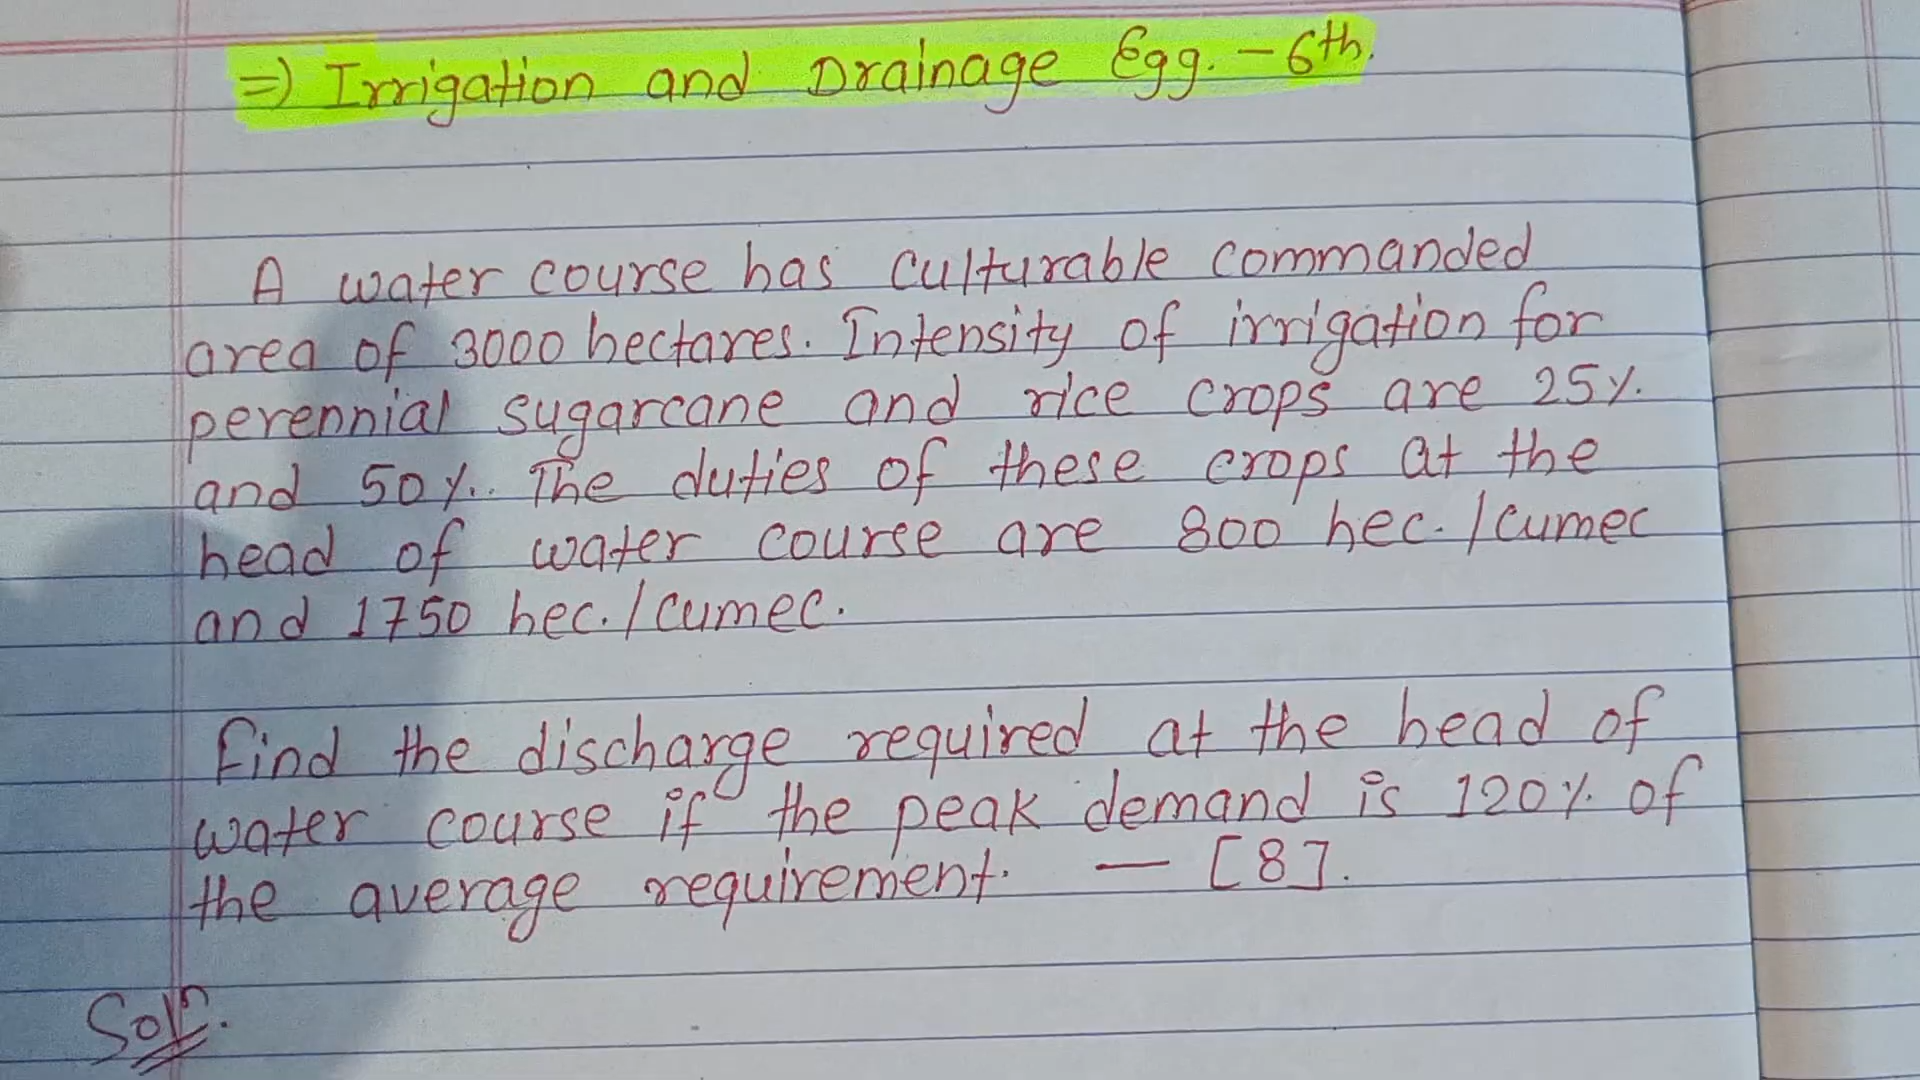 =) Irrigation and Drainage Egg. - 6th.
A water course has culturable commanded
area of 3000 hectares. Intensity of irrigation for
perennial sugarcane and rice crops are 25%.
and 50%. The duties of these crops at the
head of water course are 800 hec. / cumec
and 1750 hec. / cumec.
Find the discharge required at the head of
water course if the peak demand is 120% of
the average requirement. — [8].
Soln.